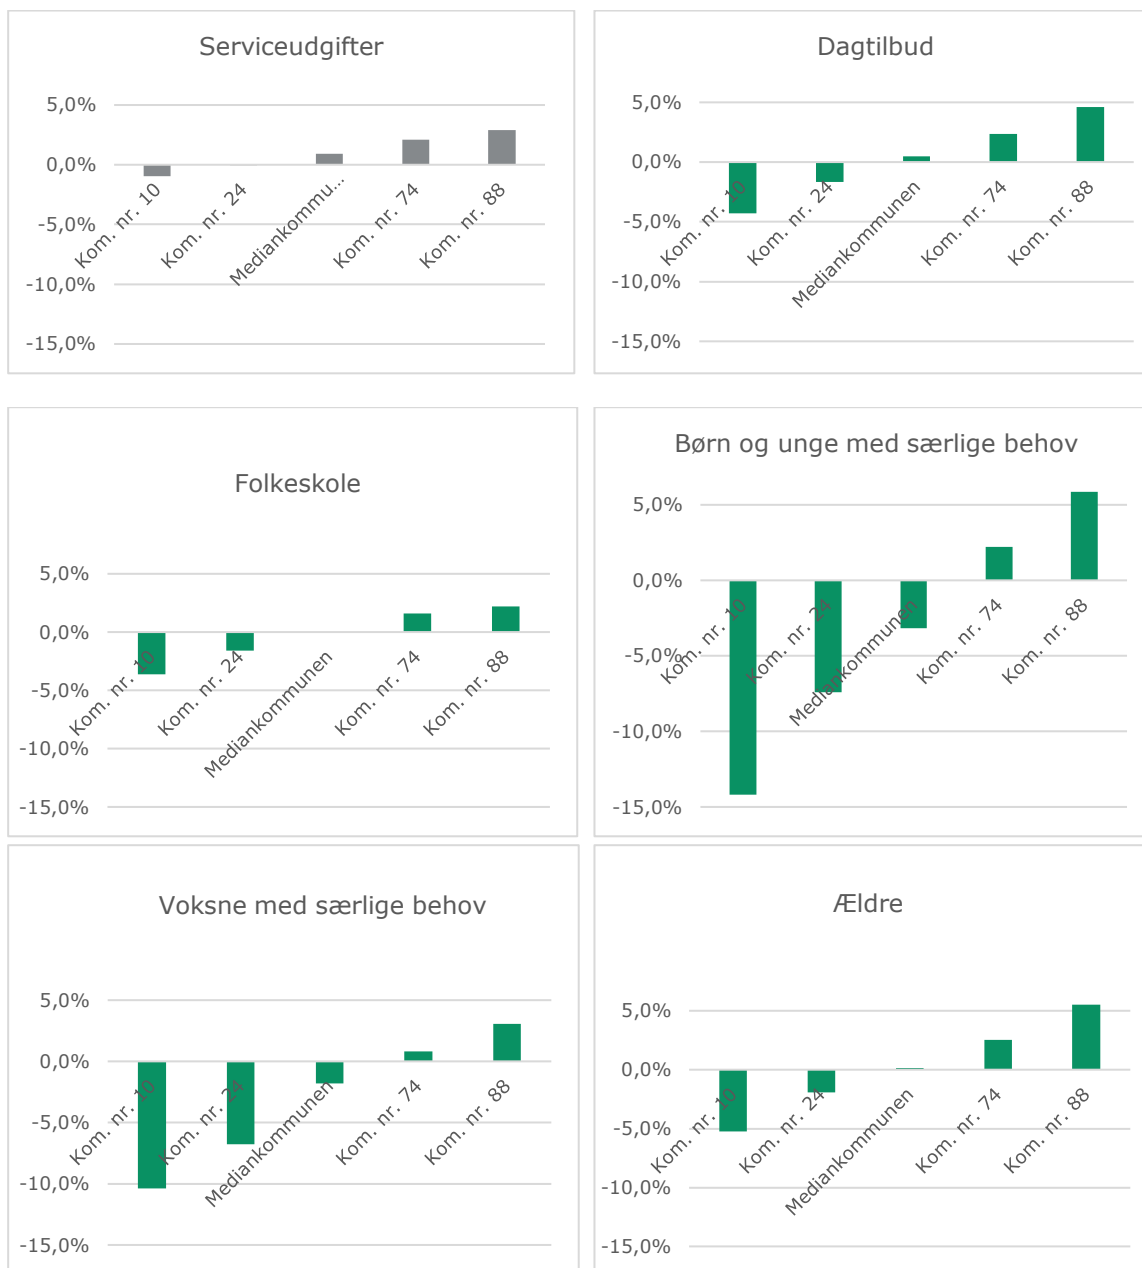 Serviceudgifter
5,0%
0,0%
-5,0%
-10,0%
-15,0%
Kom. nr. 10
Kom. nr. 24
Mediankommu...
Kom. nr. 74
Kom. nr. 88
Dagtilbud
5,0%
0,0%
-5,0%
-10,0%
-15,0%
Kom. nr. 10
Kom. nr. 24
Mediankommunen
Kom. nr. 74
Kom. nr. 88
Folkeskole
5,0%
0,0%
-5,0%
-10,0%
-15,0%
Kom. nr. 10
Kom. nr. 24
Mediankommunen
Kom. nr. 74
Kom. nr. 88
Børn og unge med særlige behov
5,0%
0,0%
-5,0%
-10,0%
-15,0%
Kom. nr. 10
Kom. nr. 24
Mediankommunen
Kom. nr. 74
Kom. nr. 88
Voksne med særlige behov
5,0%
0,0%
-5,0%
-10,0%
-15,0%
Kom. nr. 10
Kom. nr. 24
Mediankommunen
Kom. nr. 74
Kom. nr. 88
Ældre
5,0%
0,0%
-5,0%
-10,0%
-15,0%
Kom. nr. 10
Kom. nr. 24
Mediankommunen
Kom. nr. 74
Kom. nr. 88